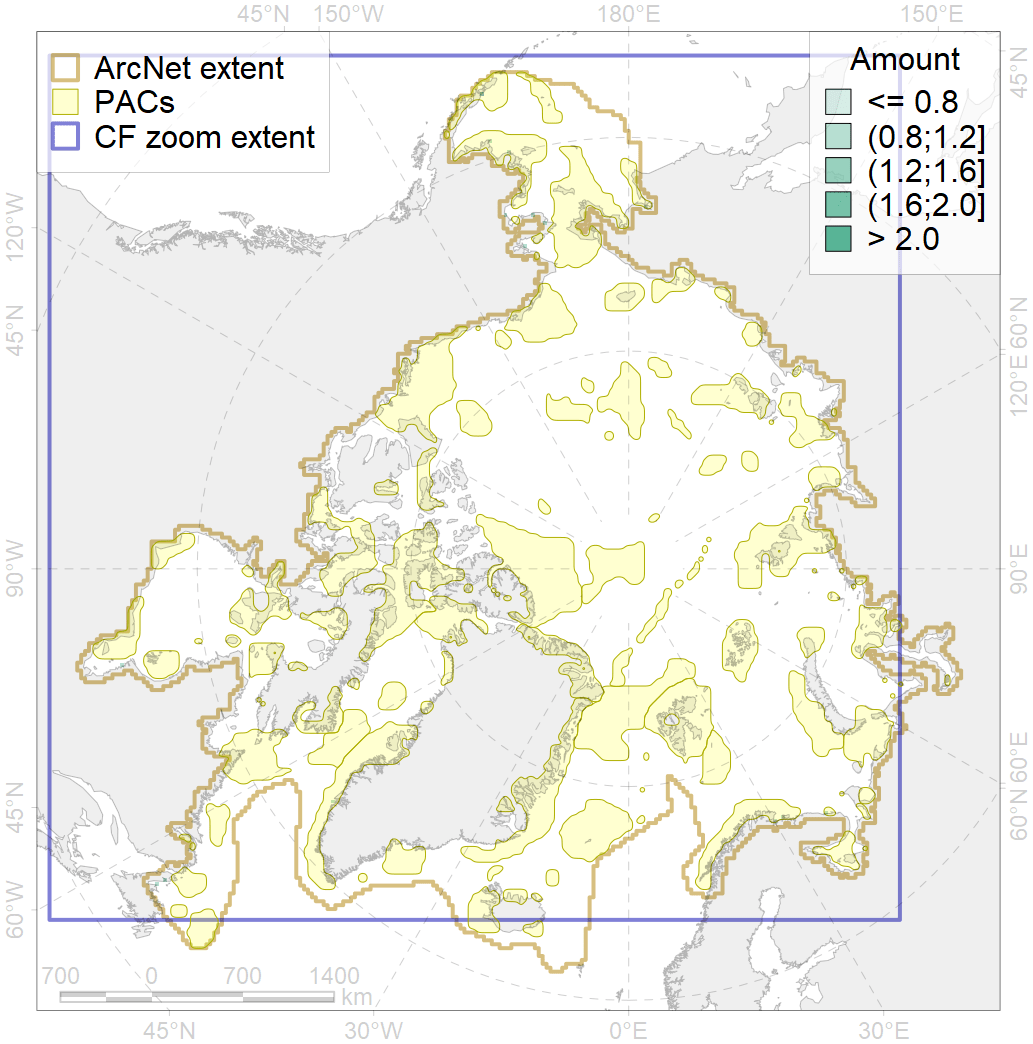 45°N 150°W 180°E 150°E
ArcNet extent
PACs
CF zoom extent
Amount
<= 0.8
(0.8;1.2]
(1.2;1.6]
(1.6;2.0]
> 2.0
120°W
45°N
90°W
45°N
60°W
45°N
60°N
120°E
90°E
60°E
60°N
700 0 700 1400
km
45°N 30°W 0°E 30°E